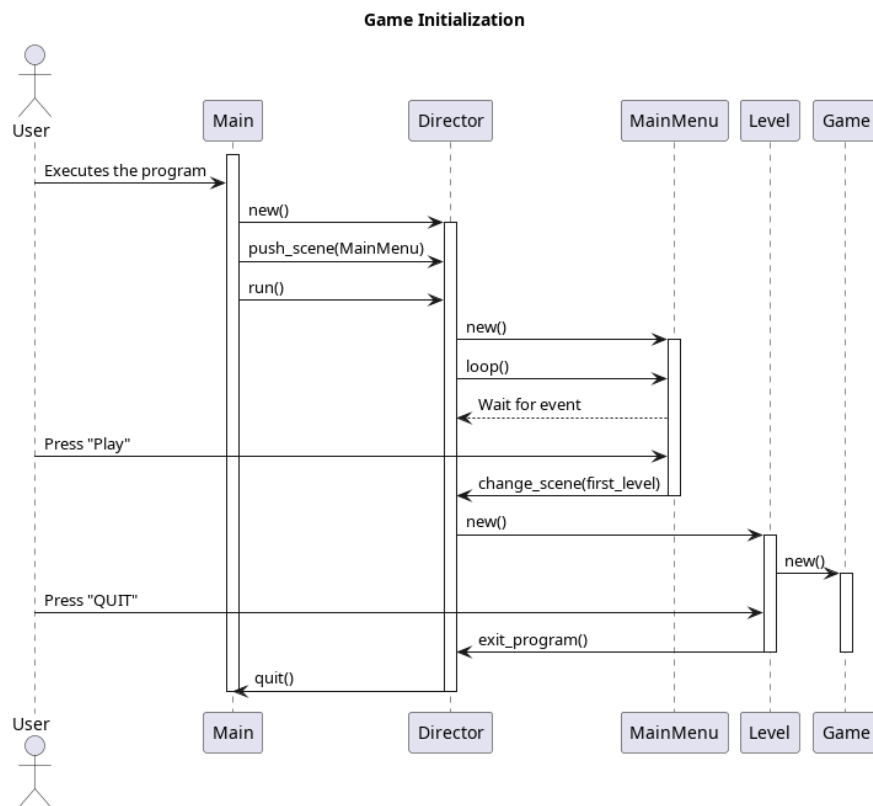 Game Initialization
User
Main
Director
MainMenu
Level
Game
Executes the program
new()
push_scene(MainMenu)
run()
new()
loop()
Wait for event
Press "Play"
change_scene(first_level)
new()
new()
Press "QUIT"
exit_program()
quit()
User
Main
Director
MainMenu
Level
Game